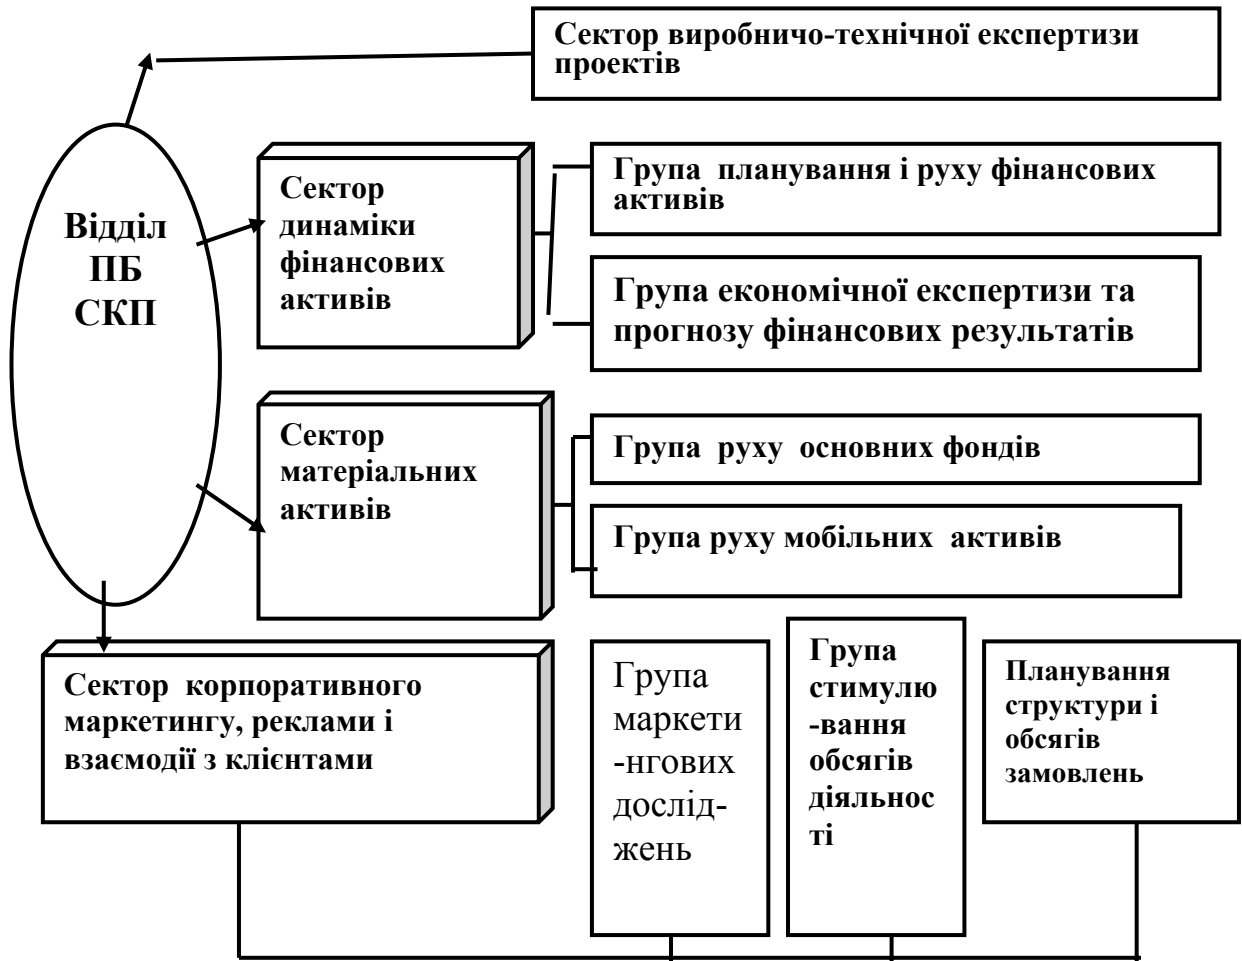 Сектор виробничо-технічної експертизи
проектів
Відділ
ПБ
СКП
Сектор
динаміки
фінансових
активів
Група планування і руху фінансових
активів
Група економічної експертизи та
прогнозу фінансових результатів
Сектор
матеріальних
активів
Група руху основних фондів
Група руху мобільних активів
Сектор корпоративного
маркетингу, реклами і
взаємодії з клієнтами
Група
маркети
-нгових
дослід-
жень
Група
стимулю
-вання
обсягів
діяльнос
ті
Планування
структури і
обсягів
замовлень